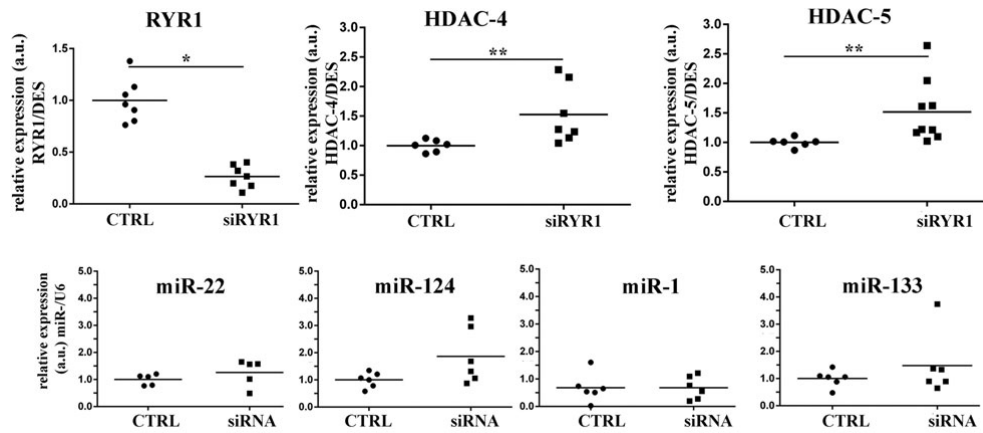 RYR1
relative expression (a.u.)
RYR1/DES
1.5
1.0
0.5
0.0
*
CTRL
siRYR1
HDAC-4
relative expression (a.u.)
HDAC-4/DES
3.0
2.5
2.0
1.5
1.0
0.5
0.0
**
CTRL
siRYR1
HDAC-5
relative expression (a.u.)
HDAC-5/DES
3.0
2.5
2.0
1.5
1.0
0.5
0.0
**
CTRL
siRYR1
relative expression
(a.u.) miR-/U6
miR-22
5.0
4.0
3.0
2.0
1.0
0.0
CTRL
siRNA
miR-124
5.0
4.0
3.0
2.0
1.0
0.0
CTRL
siRNA
miR-1
5.0
4.0
3.0
2.0
1.0
0.0
CTRL
siRNA
miR-133
5.0
4.0
3.0
2.0
1.0
0.0
CTRL
siRNA